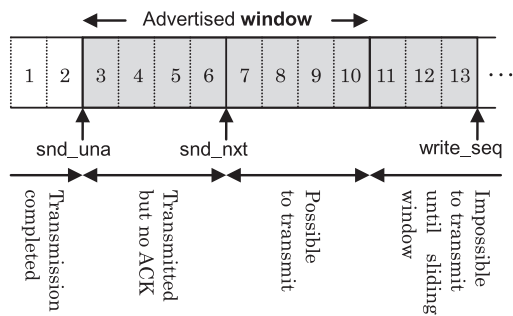 Advertised window
1 2 3 4 5 6 7 8 9 10 11 12 13 ···
snd_una
snd_nxt
write_seq
Transmission
completed
Transmitted
but no ACK
Possible
to transmit
Impossible
to transmit
until sliding
window